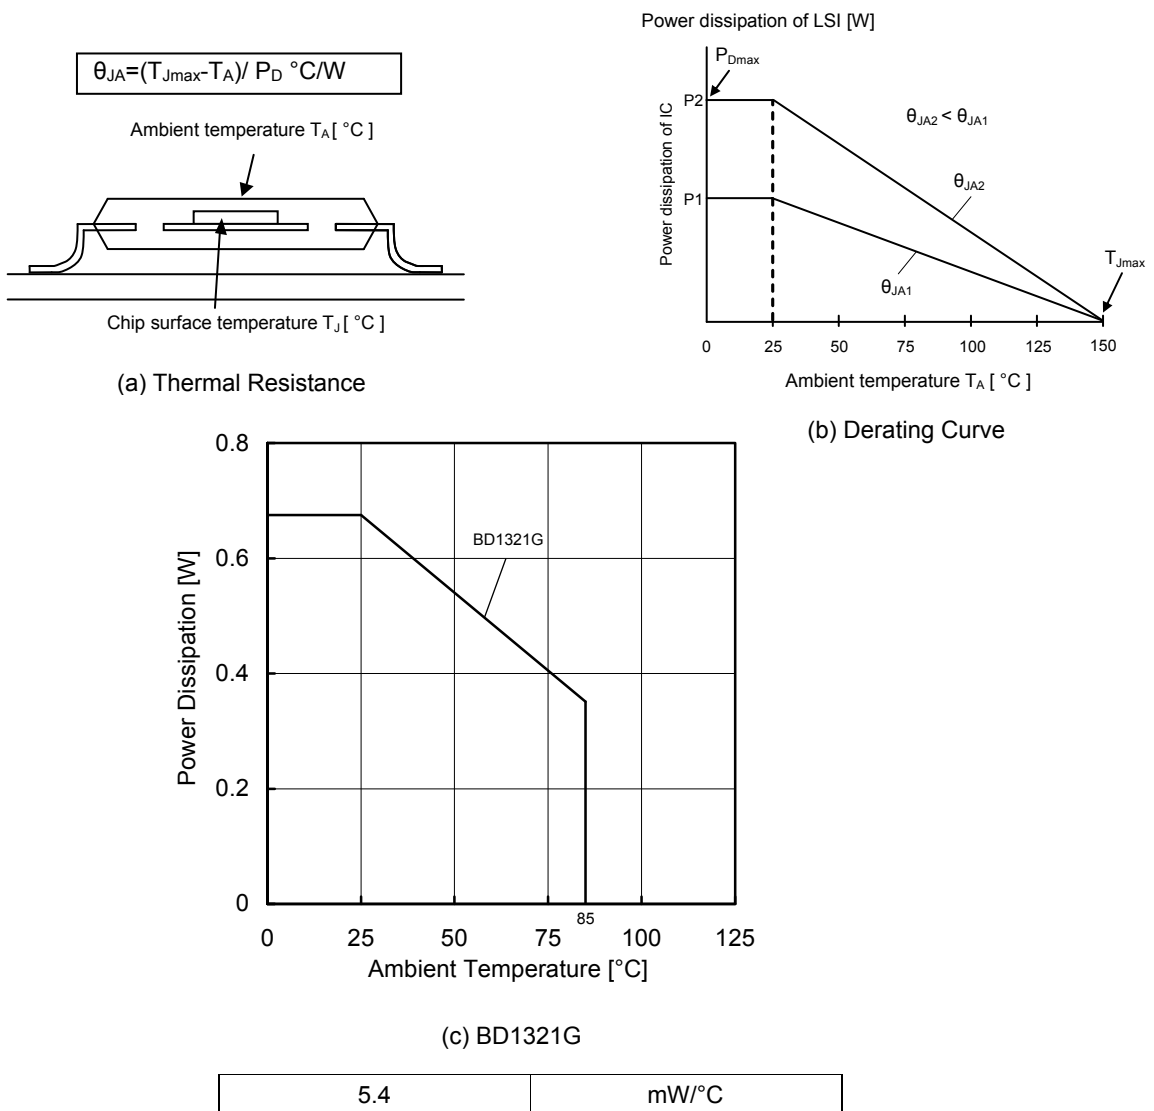 θJA=(TJmax-TA)/ PD °C/W
Ambient temperature TA [ °C ]
Chip surface temperature TJ [ °C ]
(a) Thermal Resistance
Power dissipation of LSI [W]
PDmax
P2
θJA2 < θJA1
θJA2
P1
θJA1
TJmax
Power dissipation of IC
0 25 50 75 100 150
Ambient temperature TA [ °C ]
(b) Derating Curve
0.8
0.6
0.4
0.2
0
BD1321G
Power Dissipation [W]
85
0 25 50 75 100 125
Ambient Temperature [°C]
(c) BD1321G
5.4 mW/°C